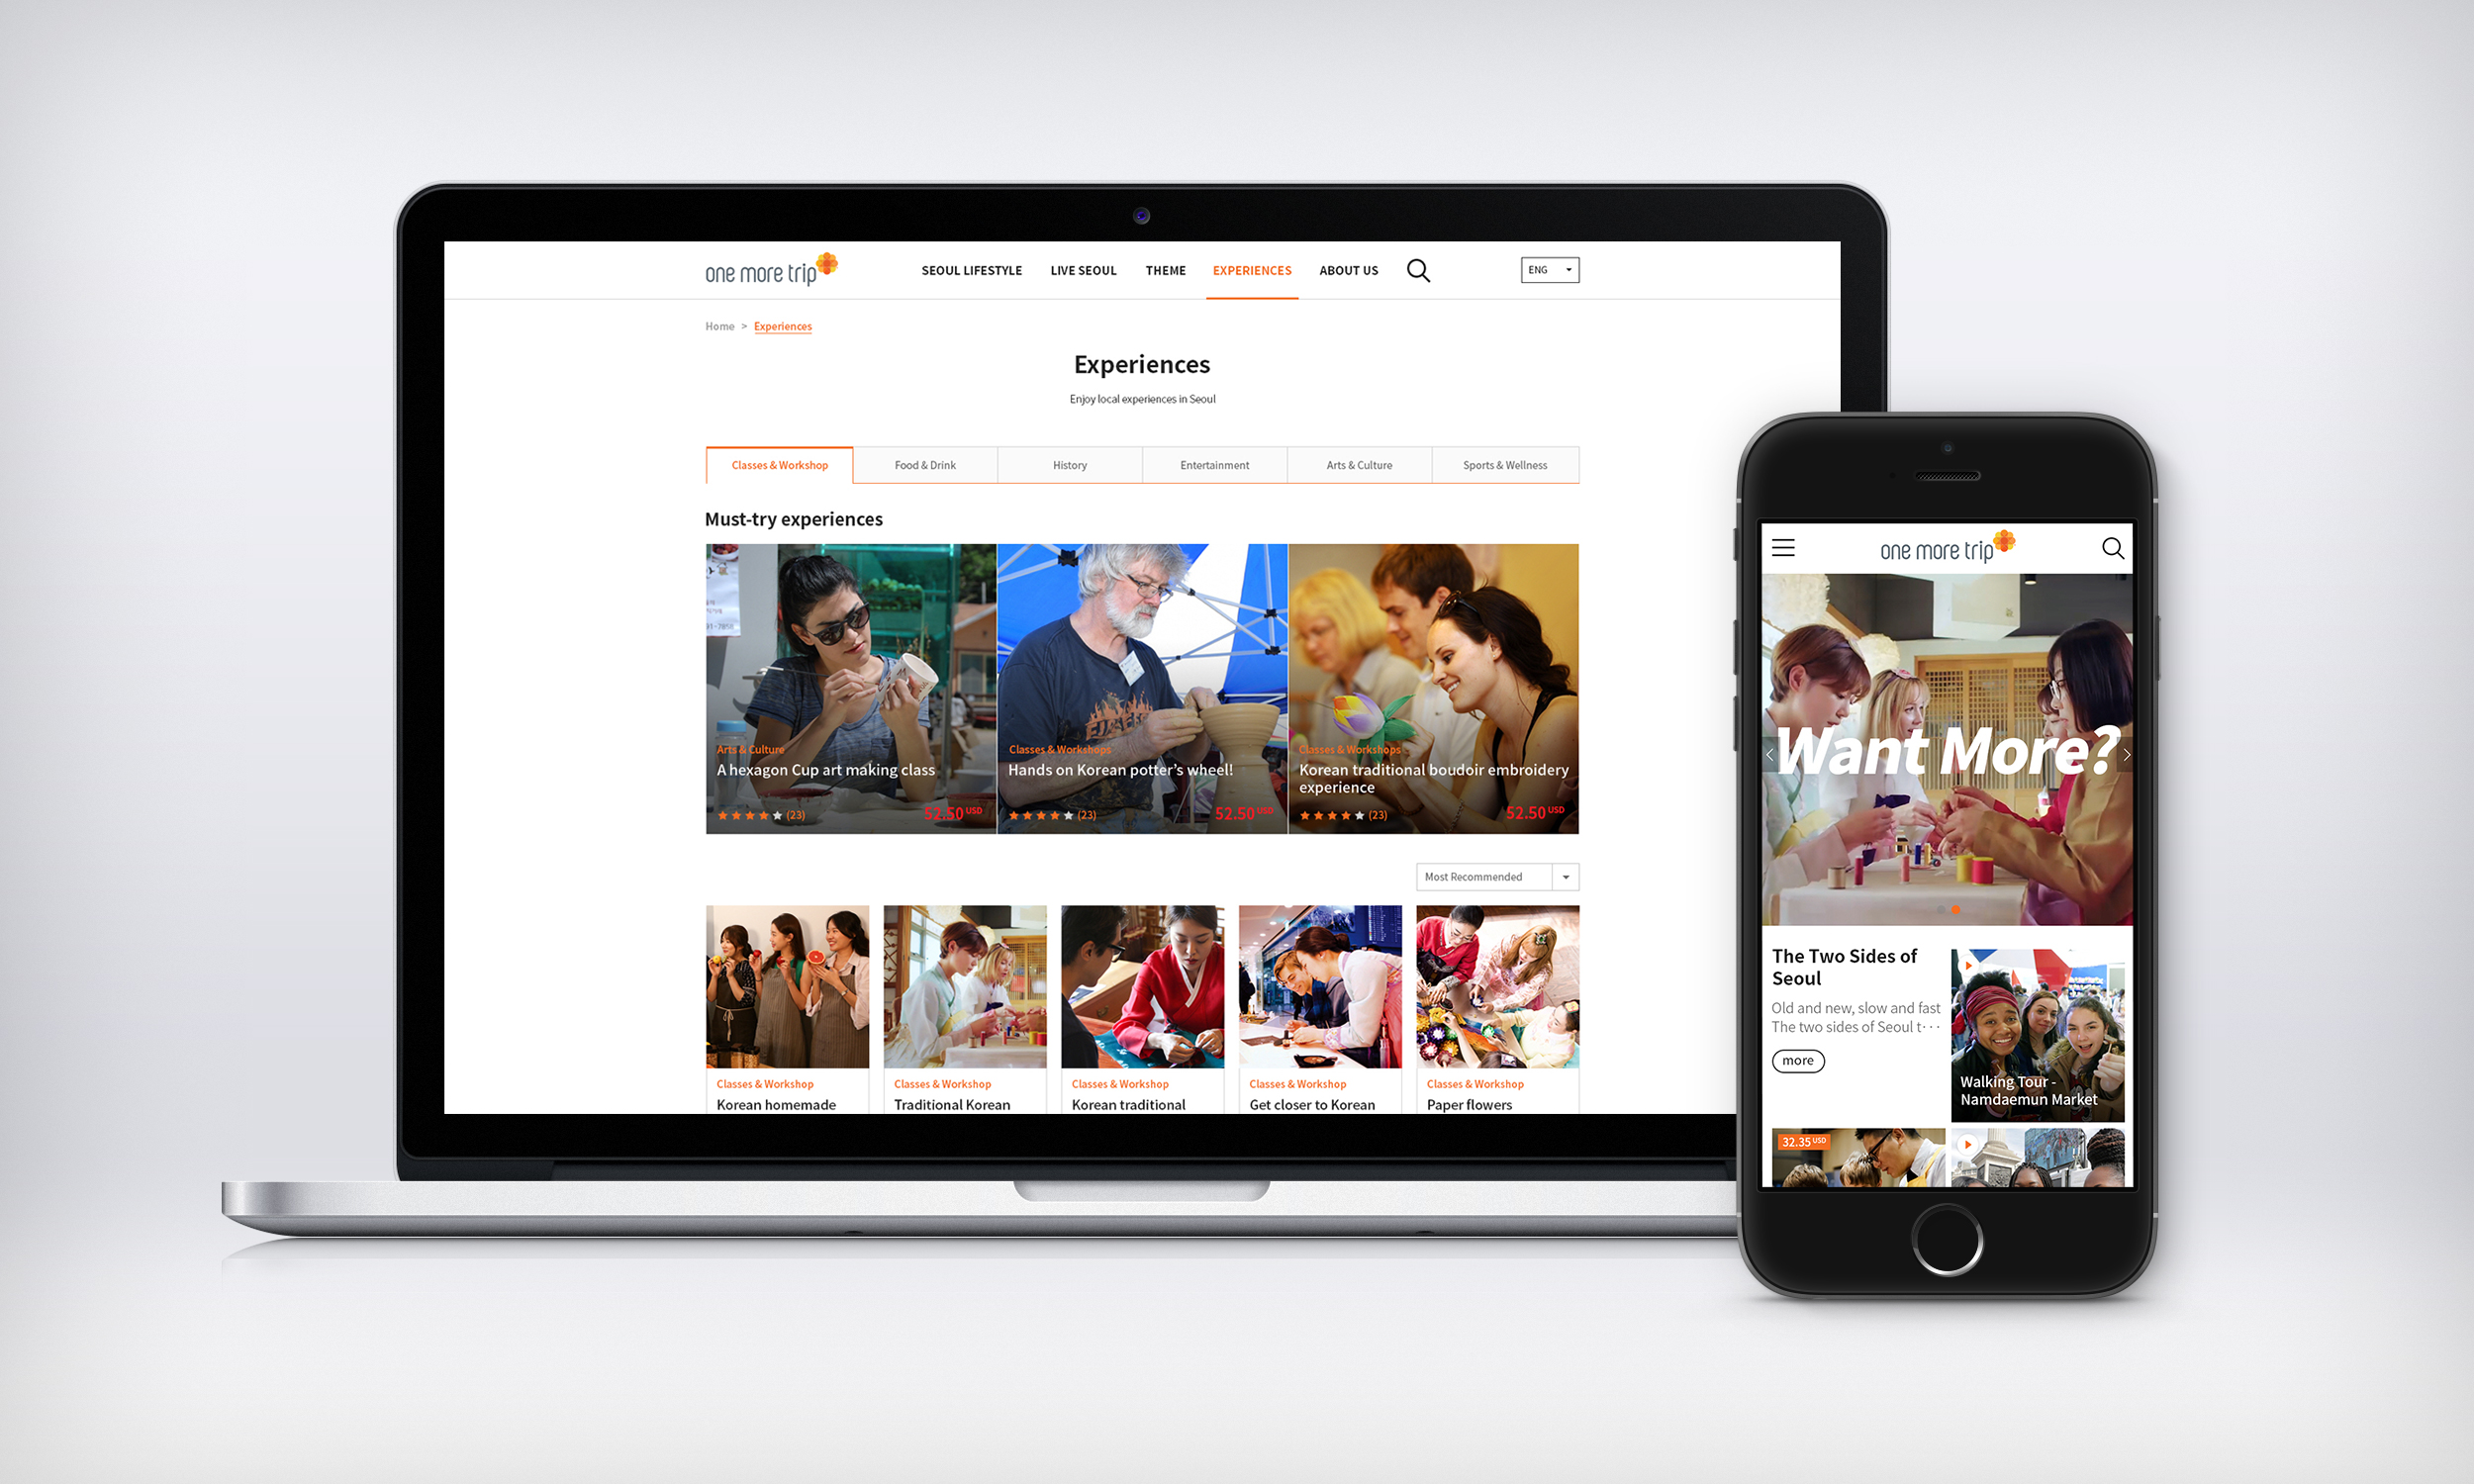 one more trip
SEOUL LIFESTYLE LIVE SEOUL THEME EXPERIENCES ABOUT US ENG
Home > Experiences
Experiences
Enjoy local experiences in Seoul
Classes & Workshop Food & Drink History Entertainment Arts & Culture Sports & Wellness
Must-try experiences
Arts & Culture
A hexagon Cup art making class
(23) 52.50 USD
Classes & Workshops
Hands on Korean potter's wheel!
(23) 52.50 USD
Classes & Workshops
Korean traditional boudoir embroidery
experience
(23) 52.50 USD
Most Recommended
Classes & Workshop
Korean homemade
Classes & Workshop
Traditional Korean
Classes & Workshop
Korean traditional
Classes & Workshop
Get closer to Korean
Classes & Workshop
Paper flowers
one more trip
Want More?
The Two Sides of
Seoul
Old and new, slow and fast
The two sides of Seoul t···
more
Walking Tour -
Namdaemun Market
32.35 USD